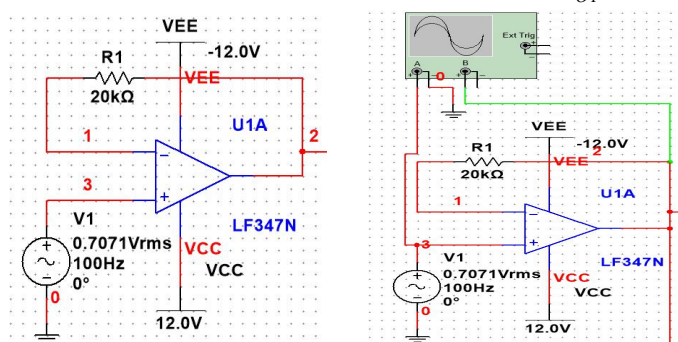 VEE
-12.0V
R1
VEE
20kΩ
U1A
1
2
3
V1
LF347N
0.7071Vrms
100Hz
0°
VCC
VCC
0
12.0V
Ext Trig
A
B
0
VEE
-12.0V
R1
VEE
2
20kΩ
U1A
1
3
V1
LF347N
0.7071Vrms
100Hz
0°
VCC
VCC
0
12.0V